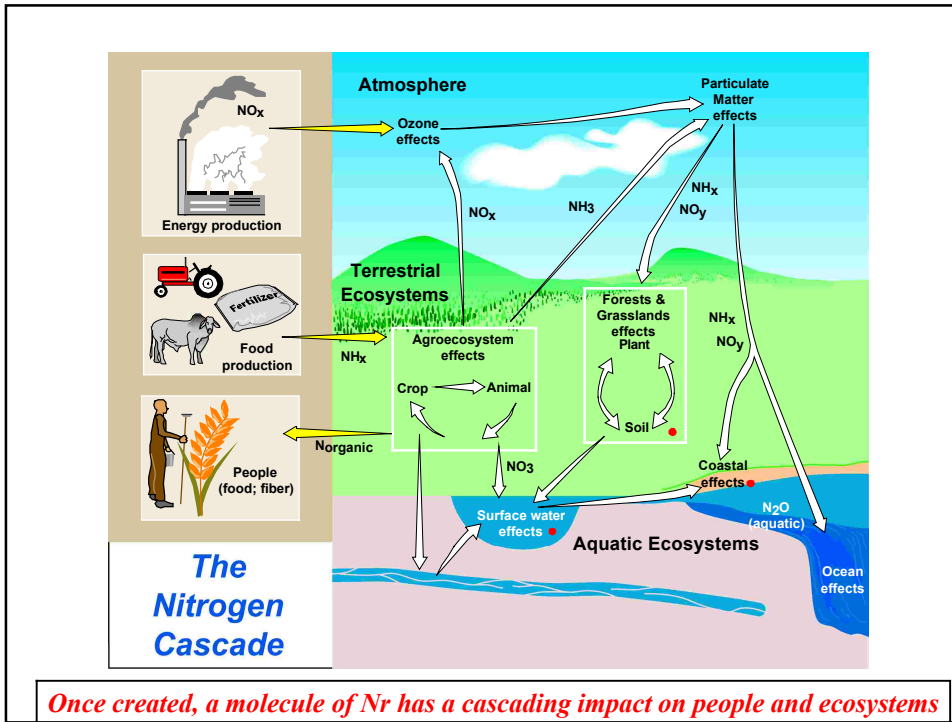 Atmosphere
Particulate
Matter
effects
NOx
Ozone
effects
Energy production
NOx
NH3
NHx
NOy
Terrestrial
Ecosystems
Fertilizer
Food
production
NHx
Agroecosystem
effects
Crop
Animal
Forests &
Grasslands
effects
Plant
Soil
NHx
NOy
Norganic
People
(food; fiber)
NO3
Coastal
effects
Surface water
effects
N2O
(aquatic)
Aquatic Ecosystems
Ocean
effects
The
Nitrogen
Cascade
Once created, a molecule of Nr has a cascading impact on people and ecosystems